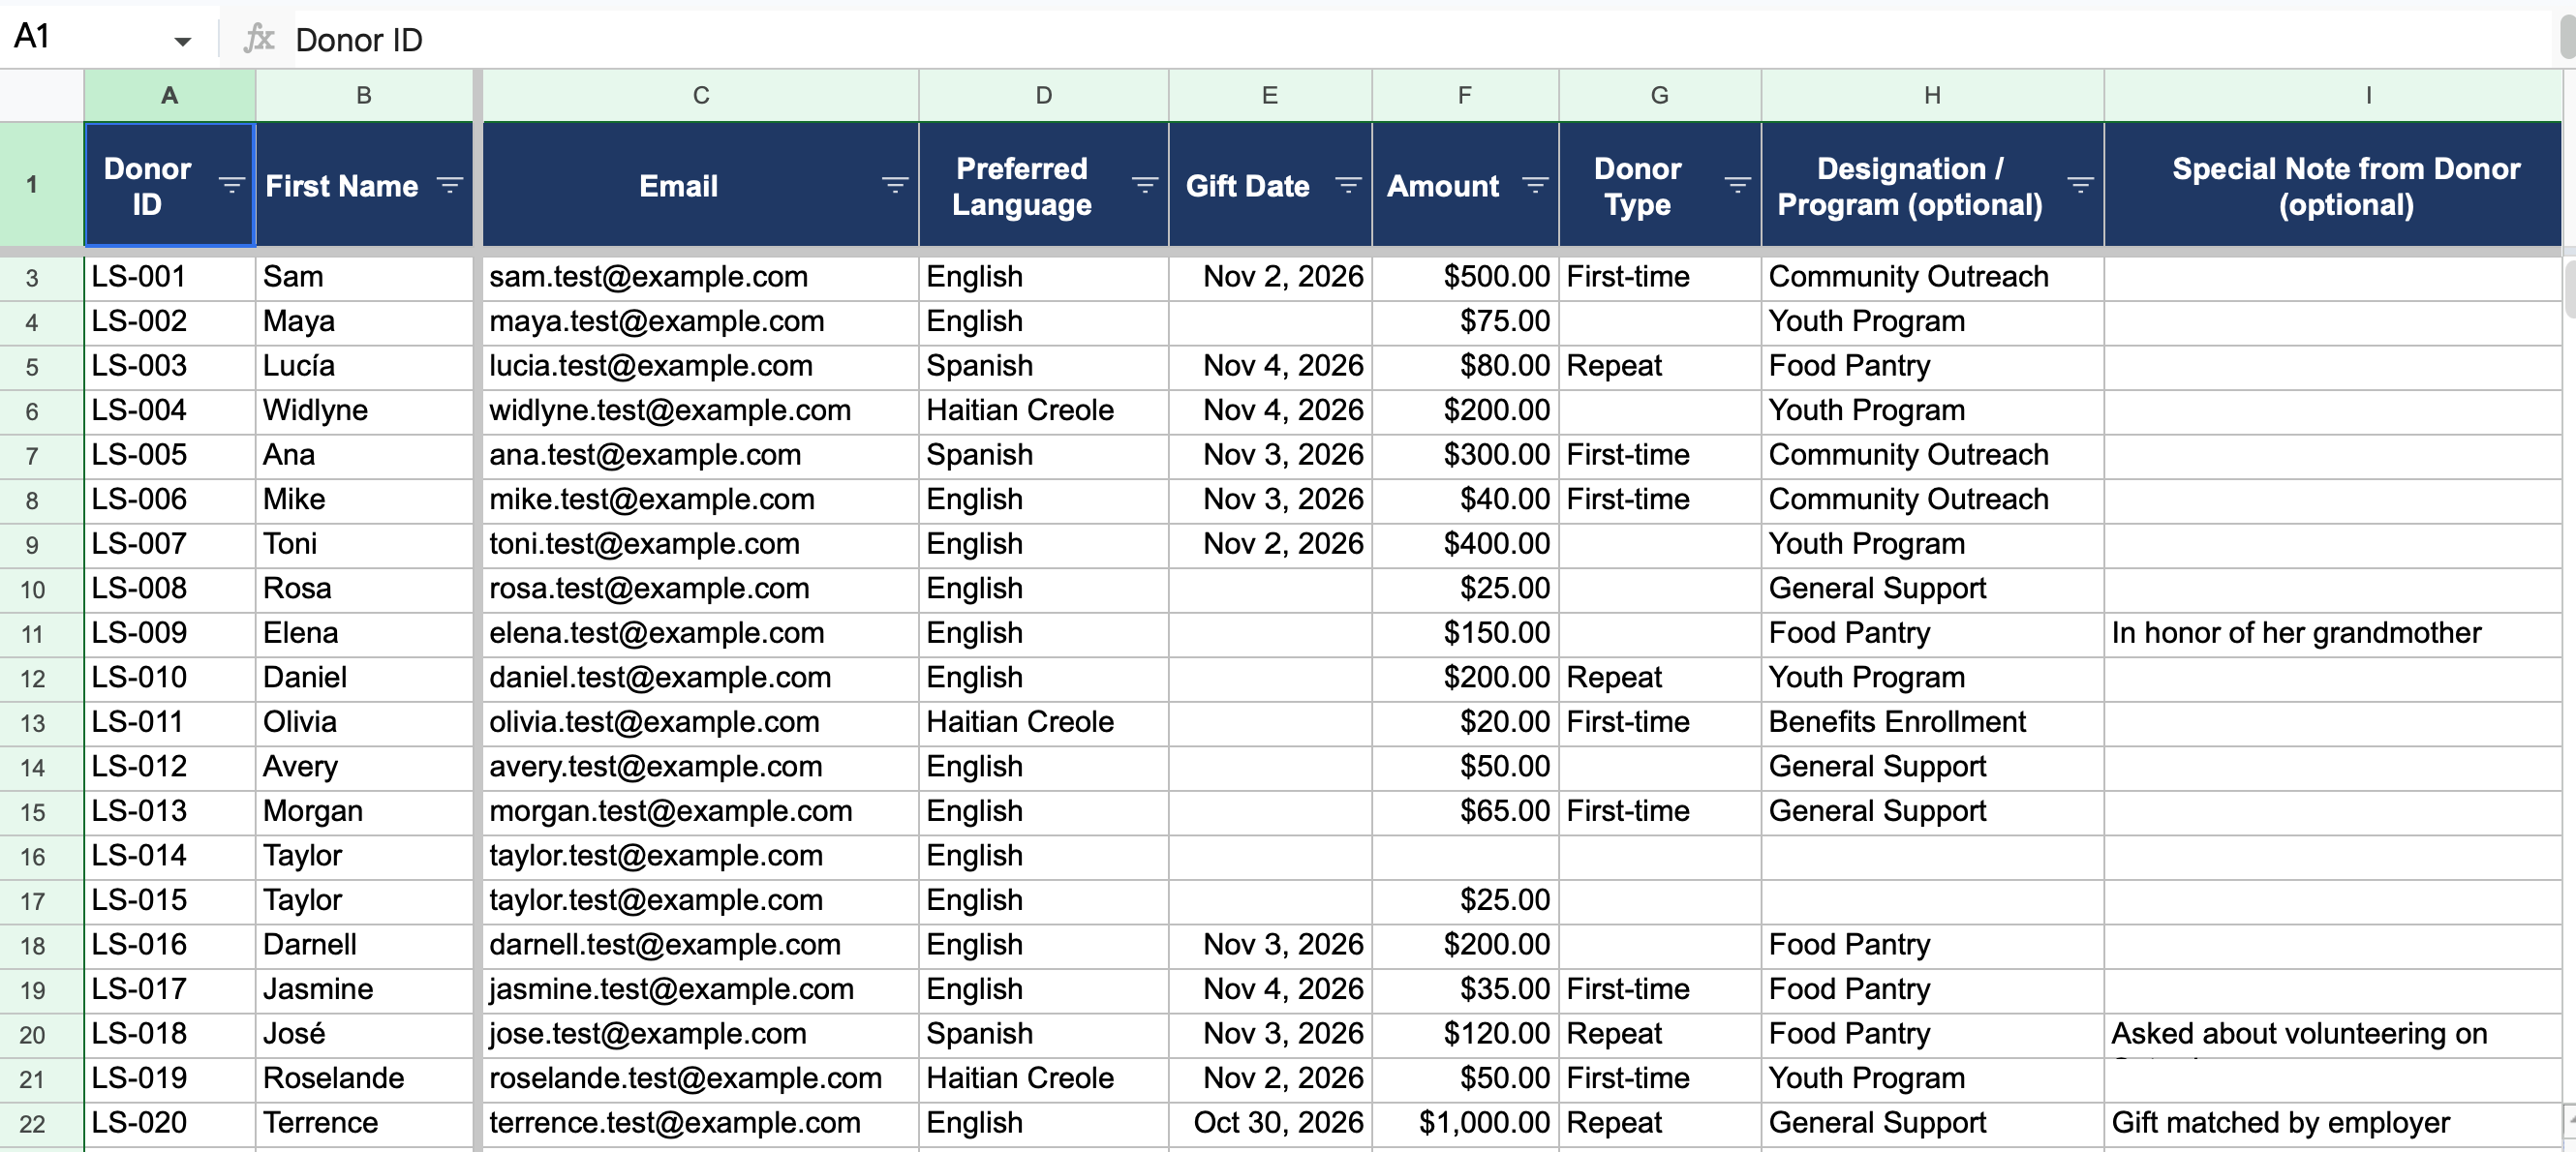 A1 fx Donor ID
A B C D E F G H I
1 Donor ID First Name Email Preferred Language Gift Date Amount Donor Type Designation / Program (optional) Special Note from Donor (optional)
3 LS-001 Sam sam.test@example.com English Nov 2, 2026 $500.00 First-time Community Outreach
4 LS-002 Maya maya.test@example.com English $75.00 Youth Program
5 LS-003 Lucía lucia.test@example.com Spanish Nov 4, 2026 $80.00 Repeat Food Pantry
6 LS-004 Widlyne widlyne.test@example.com Haitian Creole Nov 4, 2026 $200.00 Youth Program
7 LS-005 Ana ana.test@example.com Spanish Nov 3, 2026 $300.00 First-time Community Outreach
8 LS-006 Mike mike.test@example.com English Nov 3, 2026 $40.00 First-time Community Outreach
9 LS-007 Toni toni.test@example.com English Nov 2, 2026 $400.00 Youth Program
10 LS-008 Rosa rosa.test@example.com English $25.00 General Support
11 LS-009 Elena elena.test@example.com English $150.00 Food Pantry In honor of her grandmother
12 LS-010 Daniel daniel.test@example.com English $200.00 Repeat Youth Program
13 LS-011 Olivia olivia.test@example.com Haitian Creole $20.00 First-time Benefits Enrollment
14 LS-012 Avery avery.test@example.com English $50.00 General Support
15 LS-013 Morgan morgan.test@example.com English $65.00 First-time General Support
16 LS-014 Taylor taylor.test@example.com English
17 LS-015 Taylor taylor.test@example.com English $25.00
18 LS-016 Darnell darnell.test@example.com English Nov 3, 2026 $200.00 Food Pantry
19 LS-017 Jasmine jasmine.test@example.com English Nov 4, 2026 $35.00 First-time Food Pantry
20 LS-018 José jose.test@example.com Spanish Nov 3, 2026 $120.00 Repeat Food Pantry Asked about volunteering on
21 LS-019 Roselande roselande.test@example.com Haitian Creole Nov 2, 2026 $50.00 First-time Youth Program
22 LS-020 Terrence terrence.test@example.com English Oct 30, 2026 $1,000.00 Repeat General Support Gift matched by employer